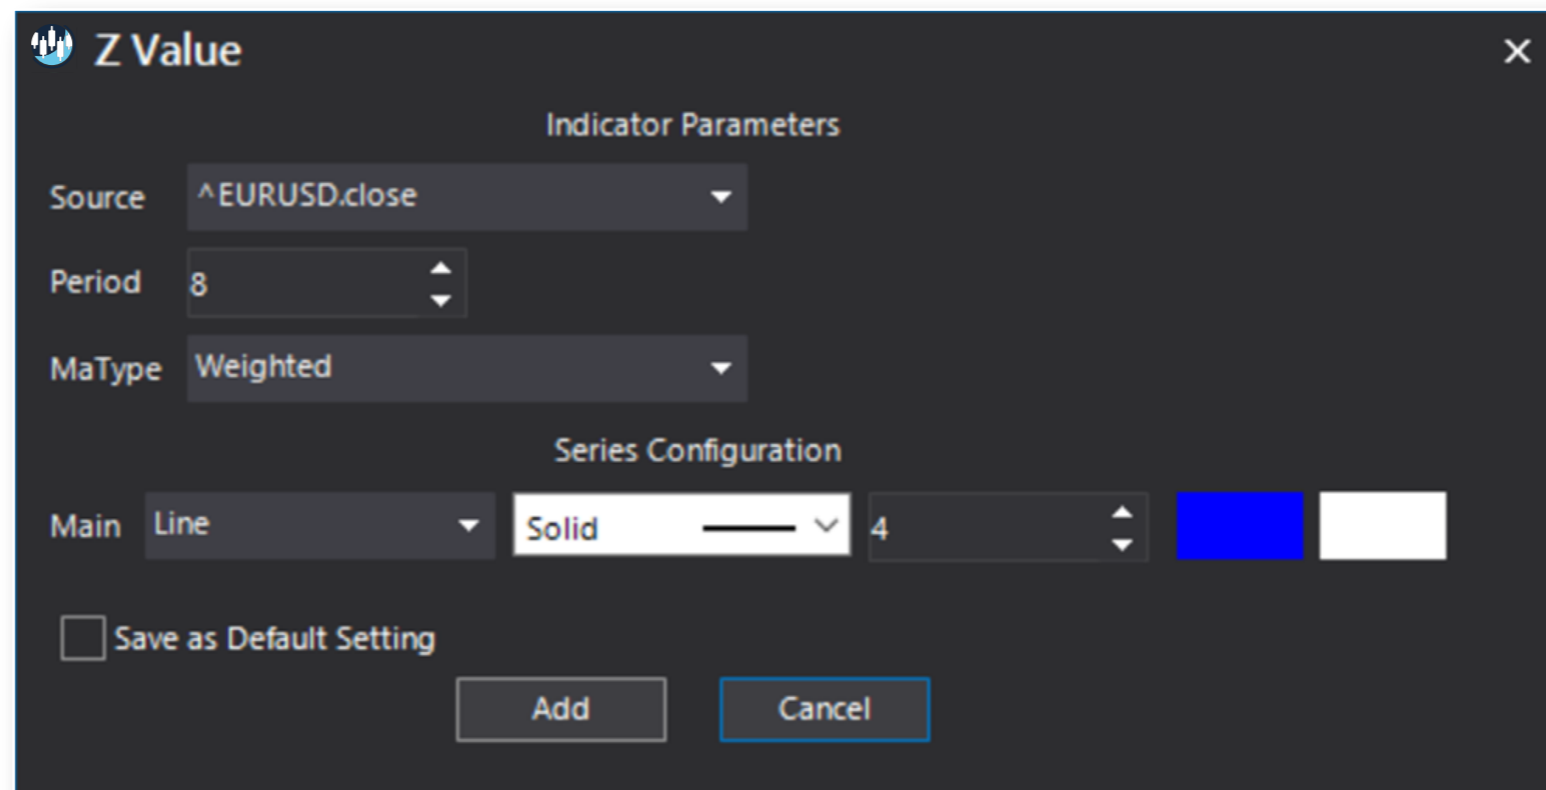 Z Value
Indicator Parameters
Source ^EURUSD.close
Period 8
MaType Weighted
Series Configuration
Main Line Solid 4
Save as Default Setting
Add Cancel